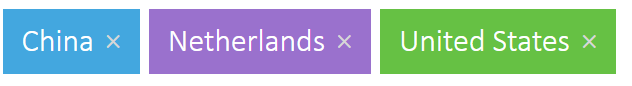 China × Netherlands × United States ×